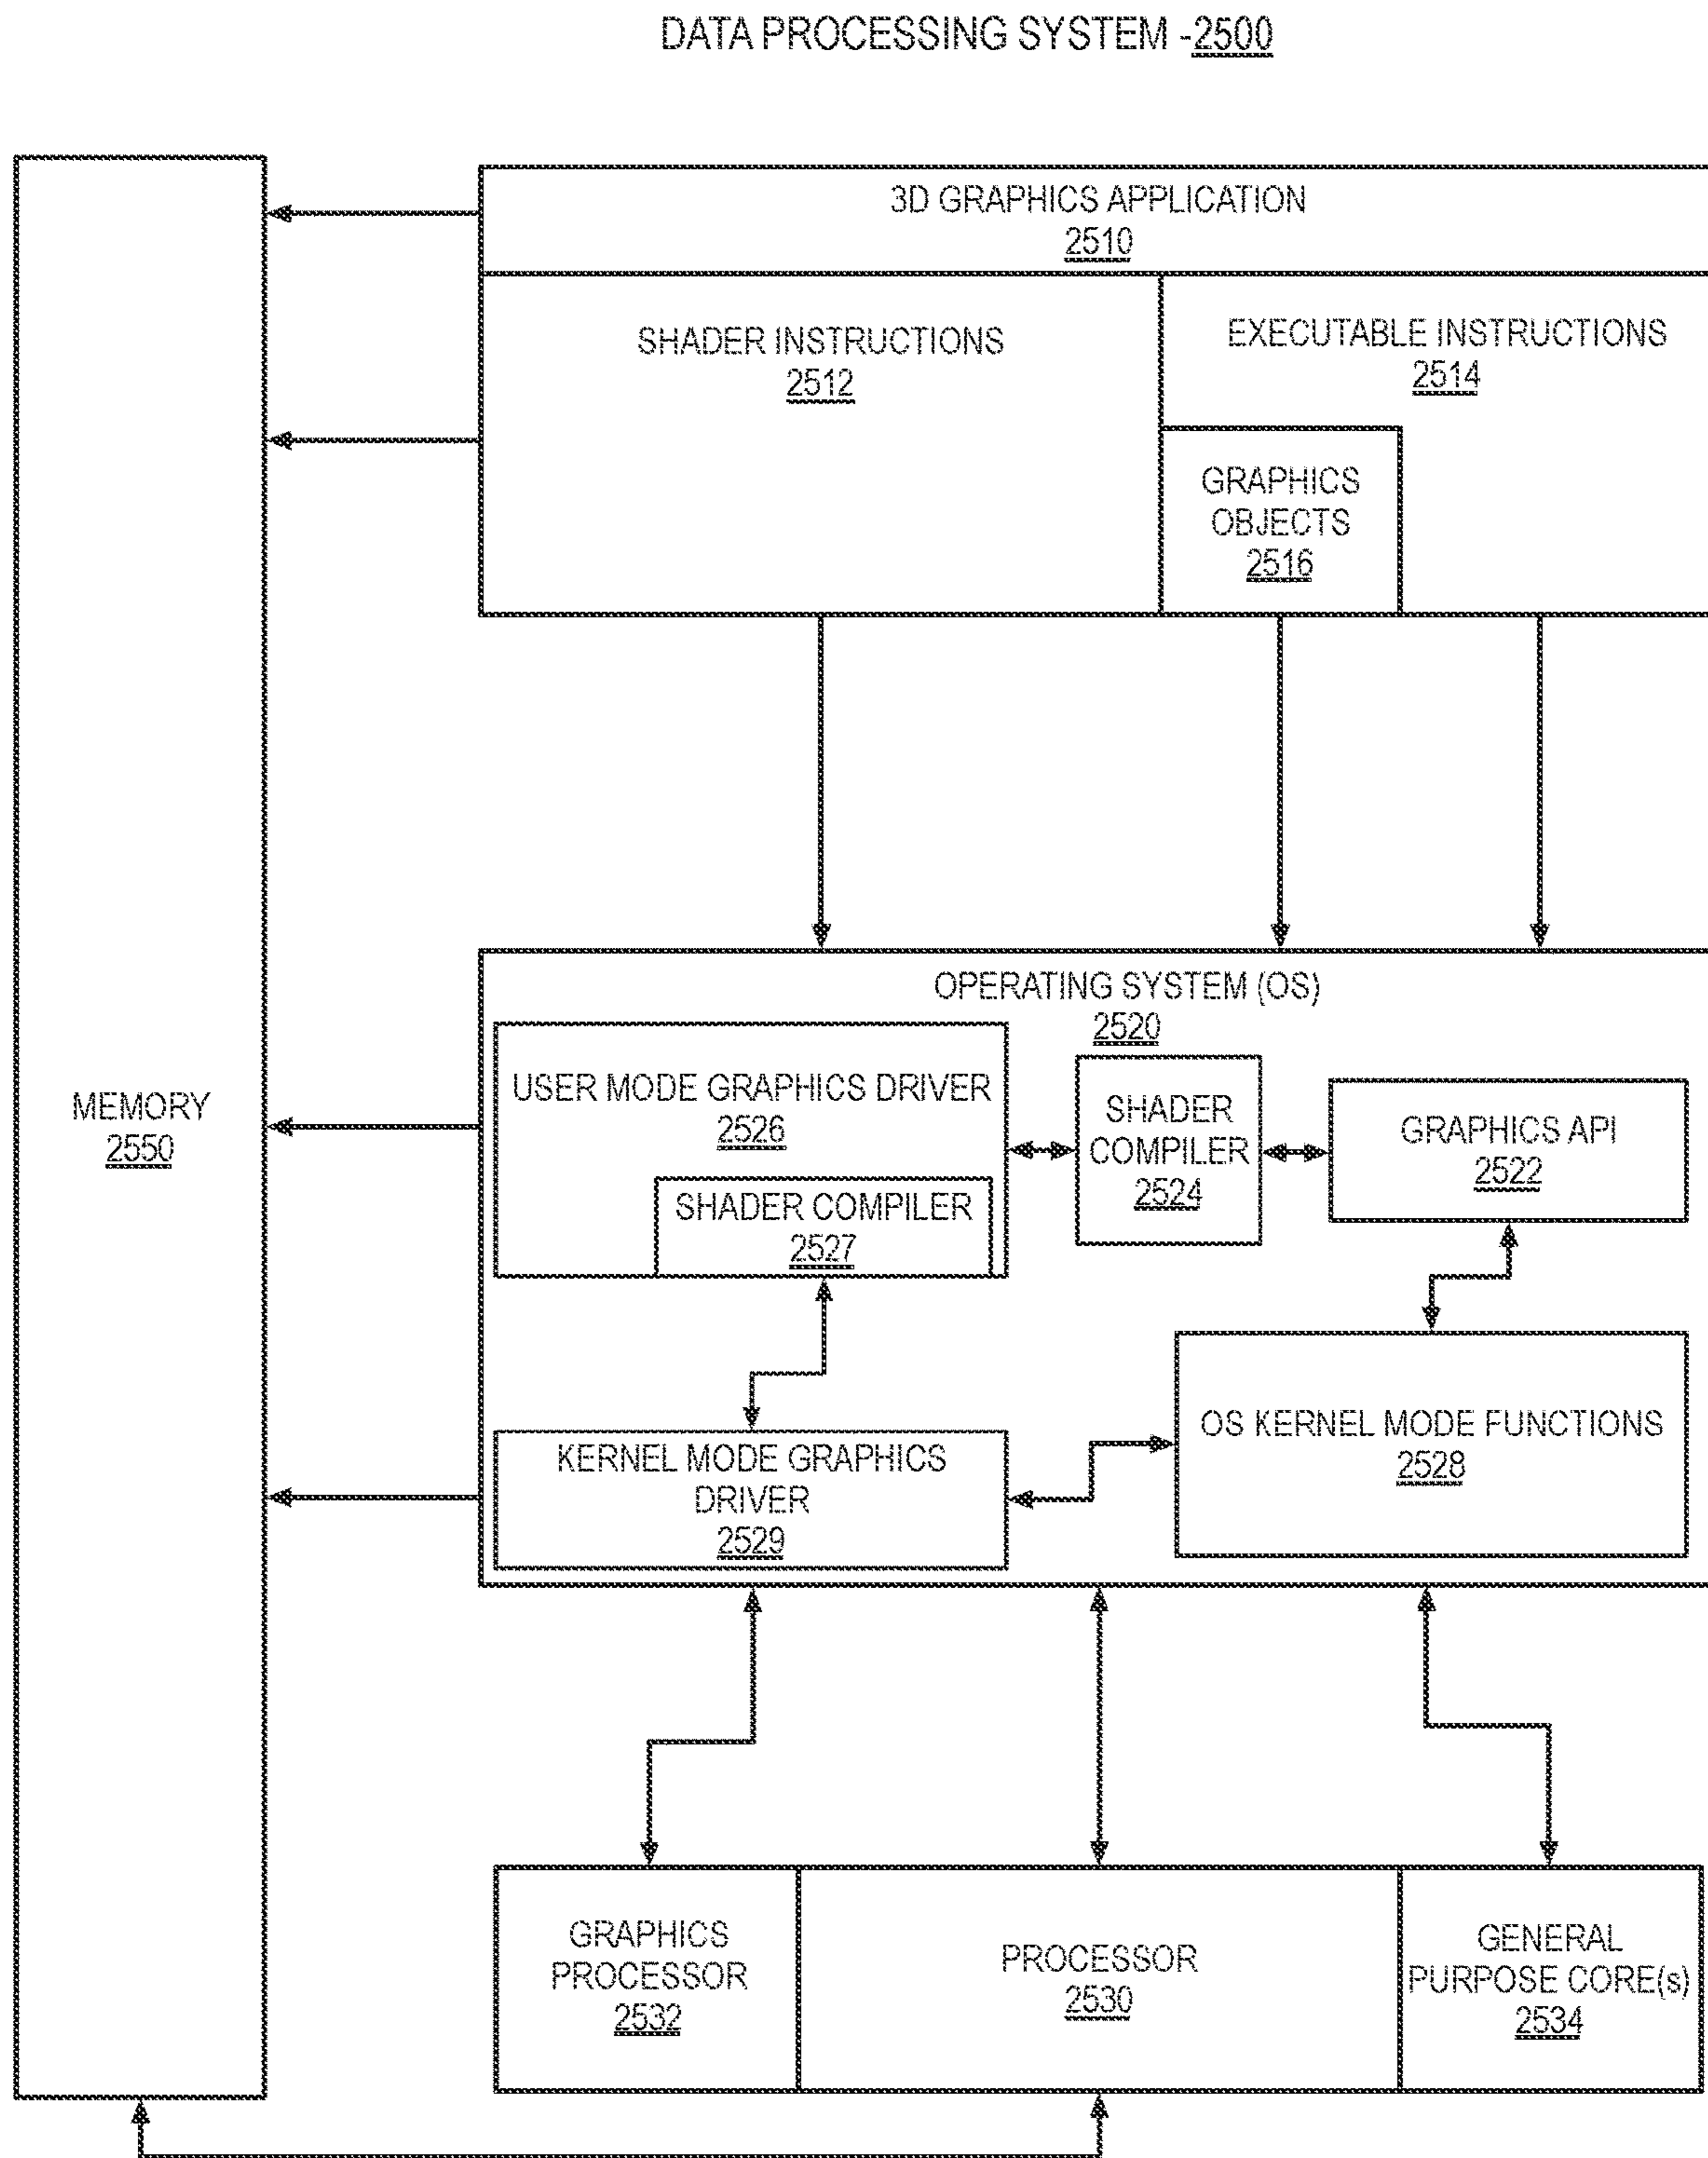 DATA PROCESSING SYSTEM -2500
3D GRAPHICS APPLICATION
2510
SHADER INSTRUCTIONS
2512
EXECUTABLE INSTRUCTIONS
2514
GRAPHICS
OBJECTS
2516
MEMORY
2550
OPERATING SYSTEM (OS)
2520
USER MODE GRAPHICS DRIVER
2526
SHADER COMPILER
2527
SHADER
COMPILER
2524
GRAPHICS API
2522
KERNEL MODE GRAPHICS
DRIVER
2529
OS KERNEL MODE FUNCTIONS
2528
GRAPHICS
PROCESSOR
2532
PROCESSOR
2530
GENERAL
PURPOSE CORE(s)
2534